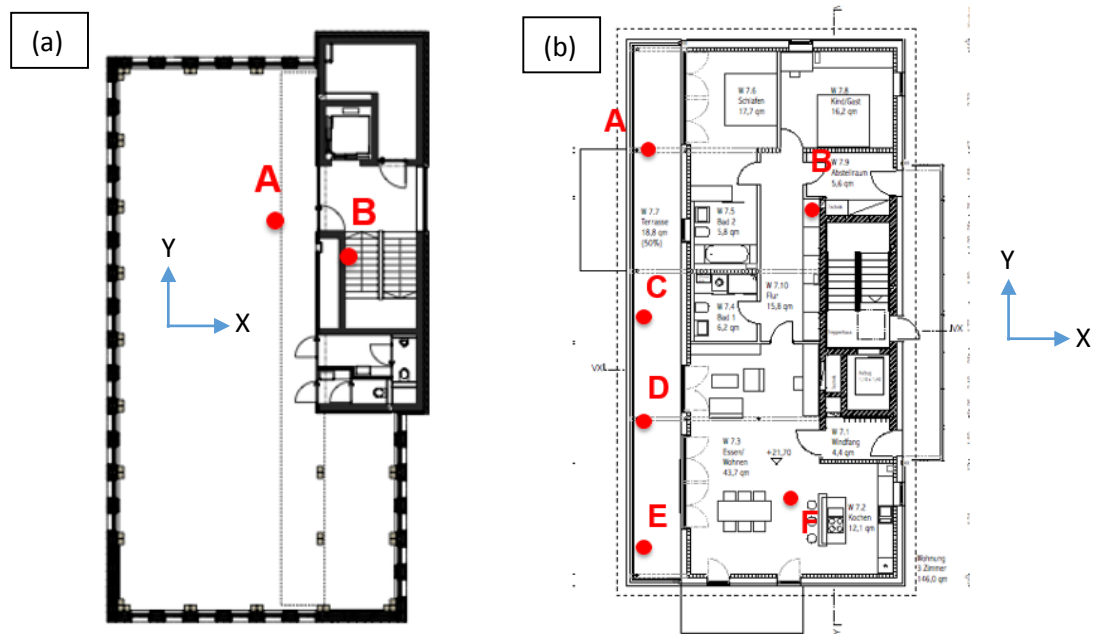 (a)
A
B
Y
X
(b)
A
W 7.6
Schlafen
17,7 qm
W 7.8
Kind/Gast
16,2 qm
B
W 7.9
Abstellraum
5,6 qm
W 7.7
Terrasse
18,8 qm
(50%)
W 7.5
Bad 2
5,8 qm
C
W 7.4
Bad 1
6,2 qm
W 7.10
Flur
15,8 qm
Y
X
D
W 7.3
Essen/
Wohnen
43,7 qm
+21,70
W 7.1
Windfang
4,4 qm
E
F
W 7.2
Kochen
12,1 qm
Wohnung
3 Zimmer
146,0 qm